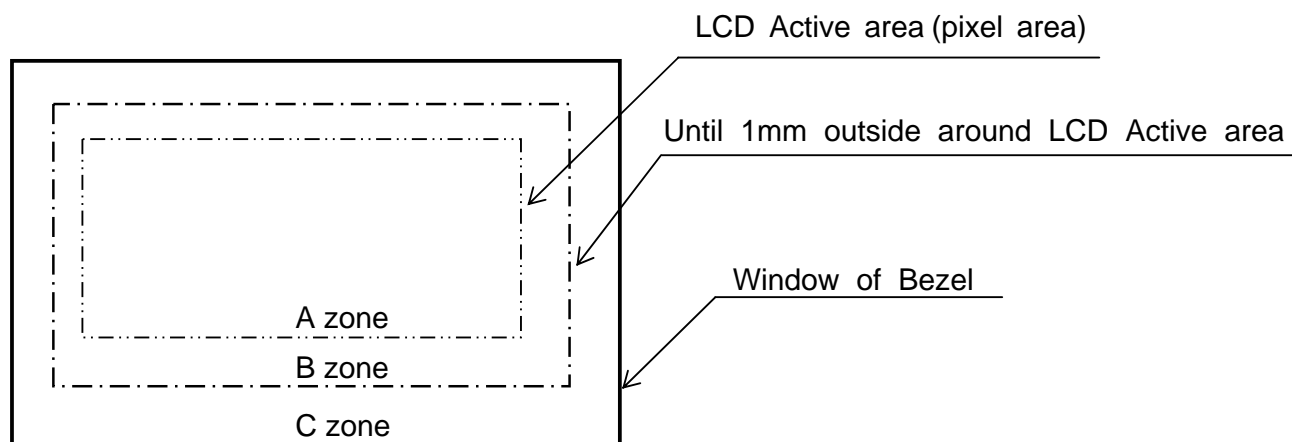 LCD Active area (pixel area)
Until 1mm outside around LCD Active area
Window of Bezel
A zone
B zone
C zone